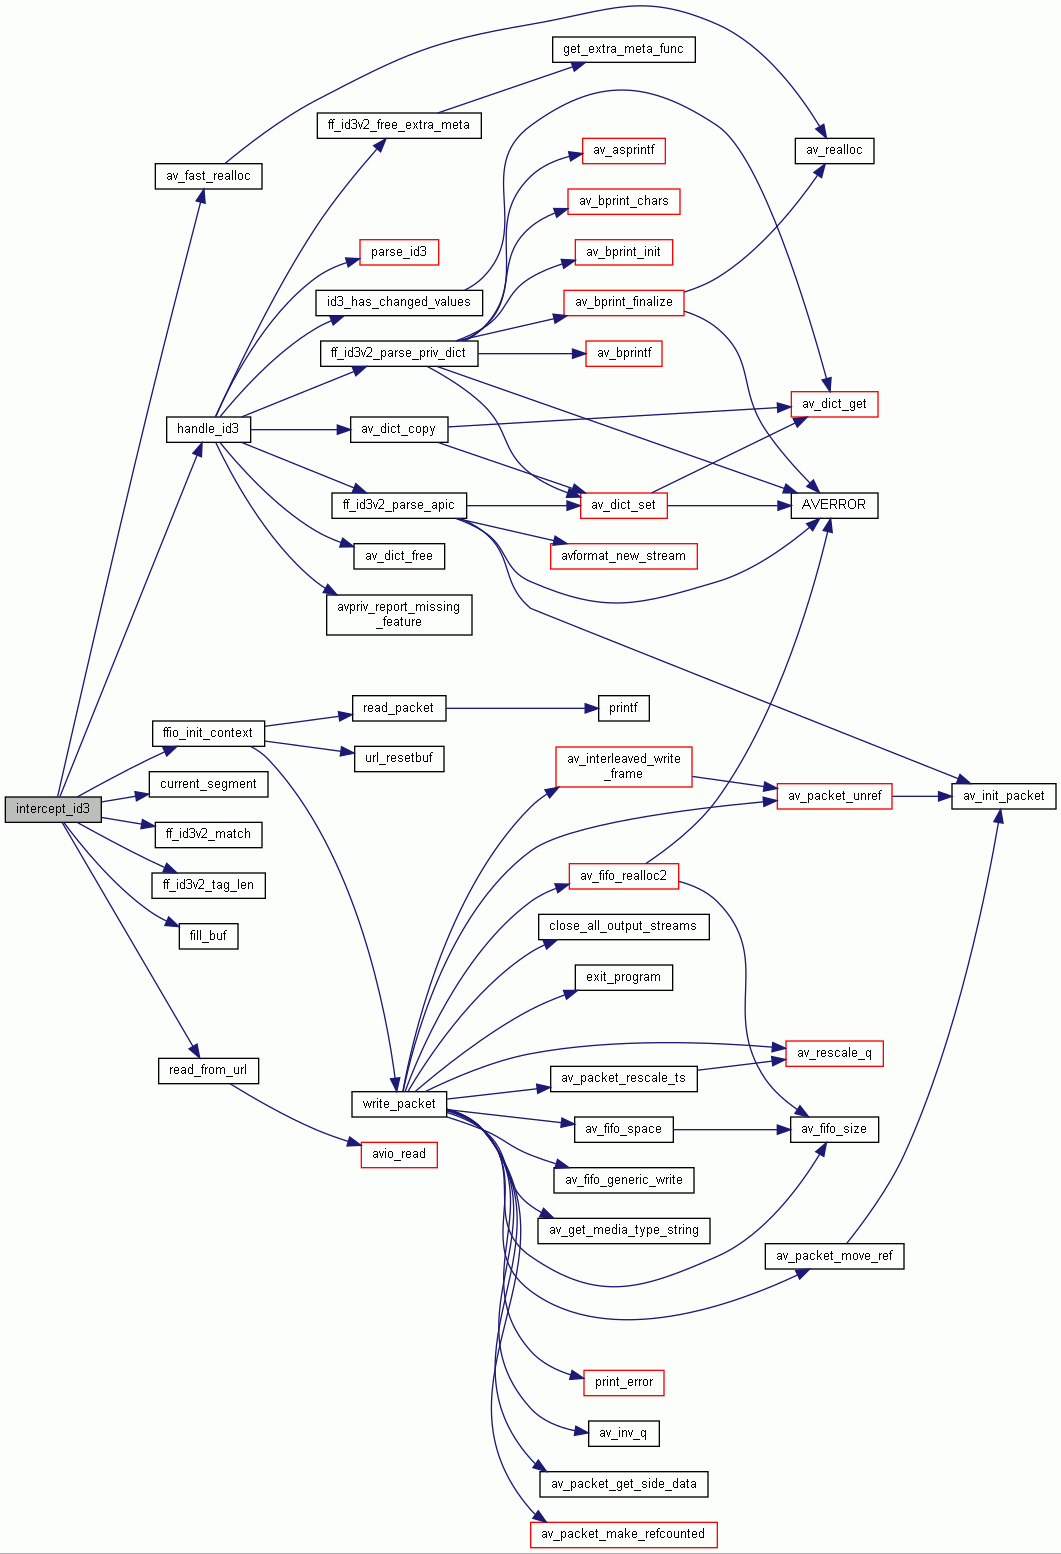 get_extra_meta_func
ff_id3v2_free_extra_meta
av_asprintf
av_realloc
av_fast_realloc
av_bprint_chars
parse_id3
av_bprint_init
id3_has_changed_values
av_bprint_finalize
ff_id3v2_parse_priv_dict
av_bprintf
av_dict_get
handle_id3
av_dict_copy
ff_id3v2_parse_apic
av_dict_set
AVERROR
av_dict_free
avformat_new_stream
avpriv_report_missing
_feature
read_packet
printf
ffio_init_context
url_resetbuf
av_interleaved_write
_frame
current_segment
intercept_id3
av_packet_unref
av_init_packet
ff_id3v2_match
ff_id3v2_tag_len
av_fifo_realloc2
fill_buf
close_all_output_streams
exit_program
av_rescale_q
read_from_url
av_packet_rescale_ts
write_packet
av_fifo_space
av_fifo_size
avio_read
av_fifo_generic_write
av_get_media_type_string
av_packet_move_ref
print_error
av_inv_q
av_packet_get_side_data
av_packet_make_refcounted